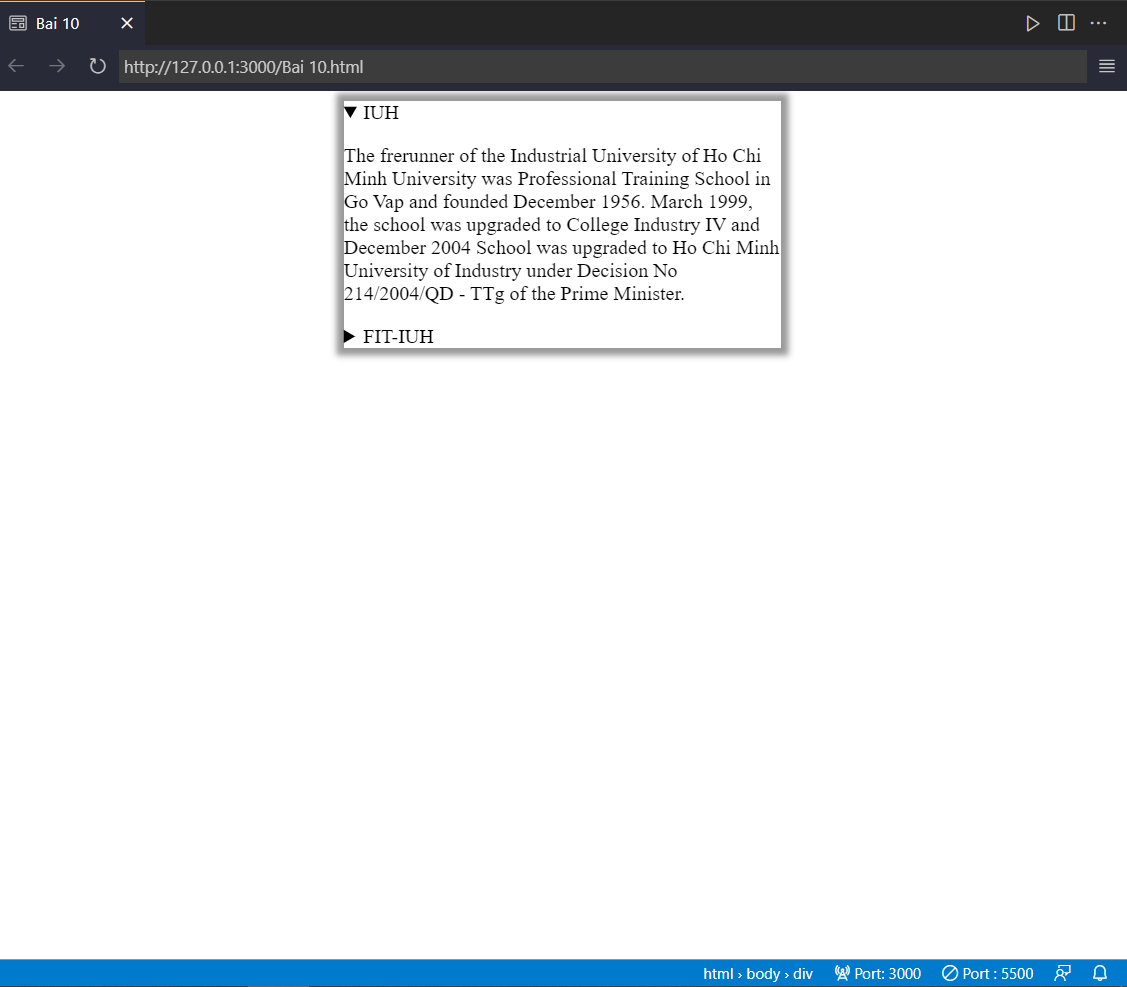 Bai 10
http://127.0.0.1:3000/Bai 10.html
IUH
The frerunner of the Industrial University of Ho Chi
Minh University was Professional Training School in
Go Vap and founded December 1956. March 1999,
the school was upgraded to College Industry IV and
December 2004 School was upgraded to Ho Chi Minh
University of Industry under Decision No
214/2004/QD - TTg of the Prime Minister.
FIT-IUH
html › body › div Port: 3000 Port : 5500